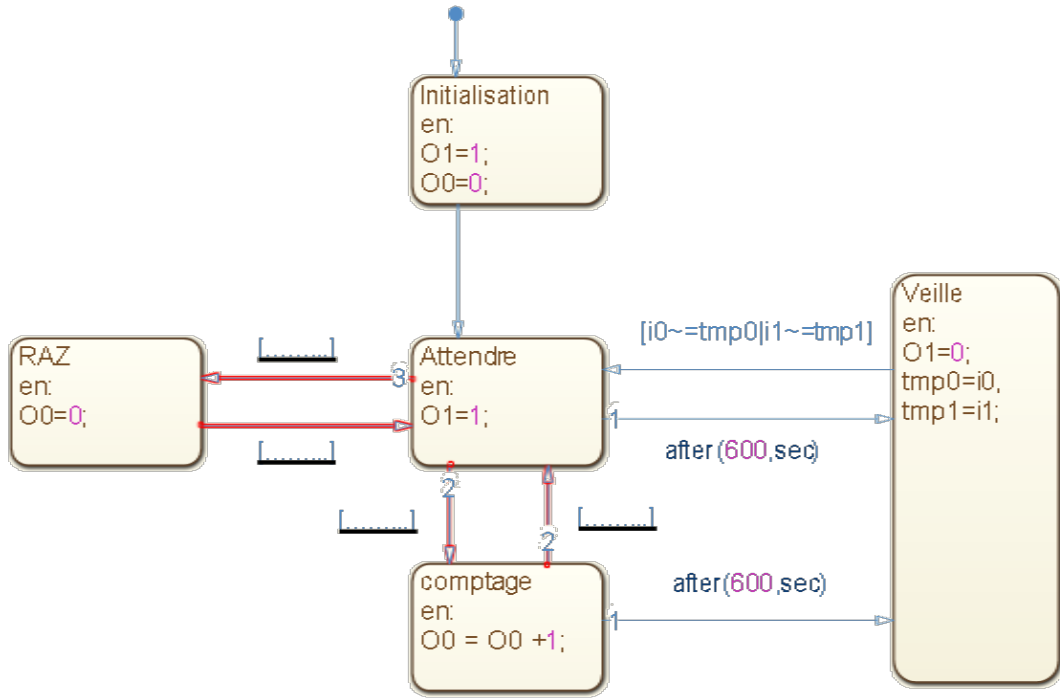 Initialisation
en:
O1=1;
O0=0;
RAZ
en:
O0=0;
[..........]
3
[..........]
Attendre
en:
O1=1;
[i0~=tmp0|i1~=tmp1]
1
after(600,sec)
Veille
en:
O1=0;
tmp0=i0,
tmp1=i1;
2
[..........]
[..........]
2
comptage
en:
O0 = O0 +1;
after(600,sec)
1